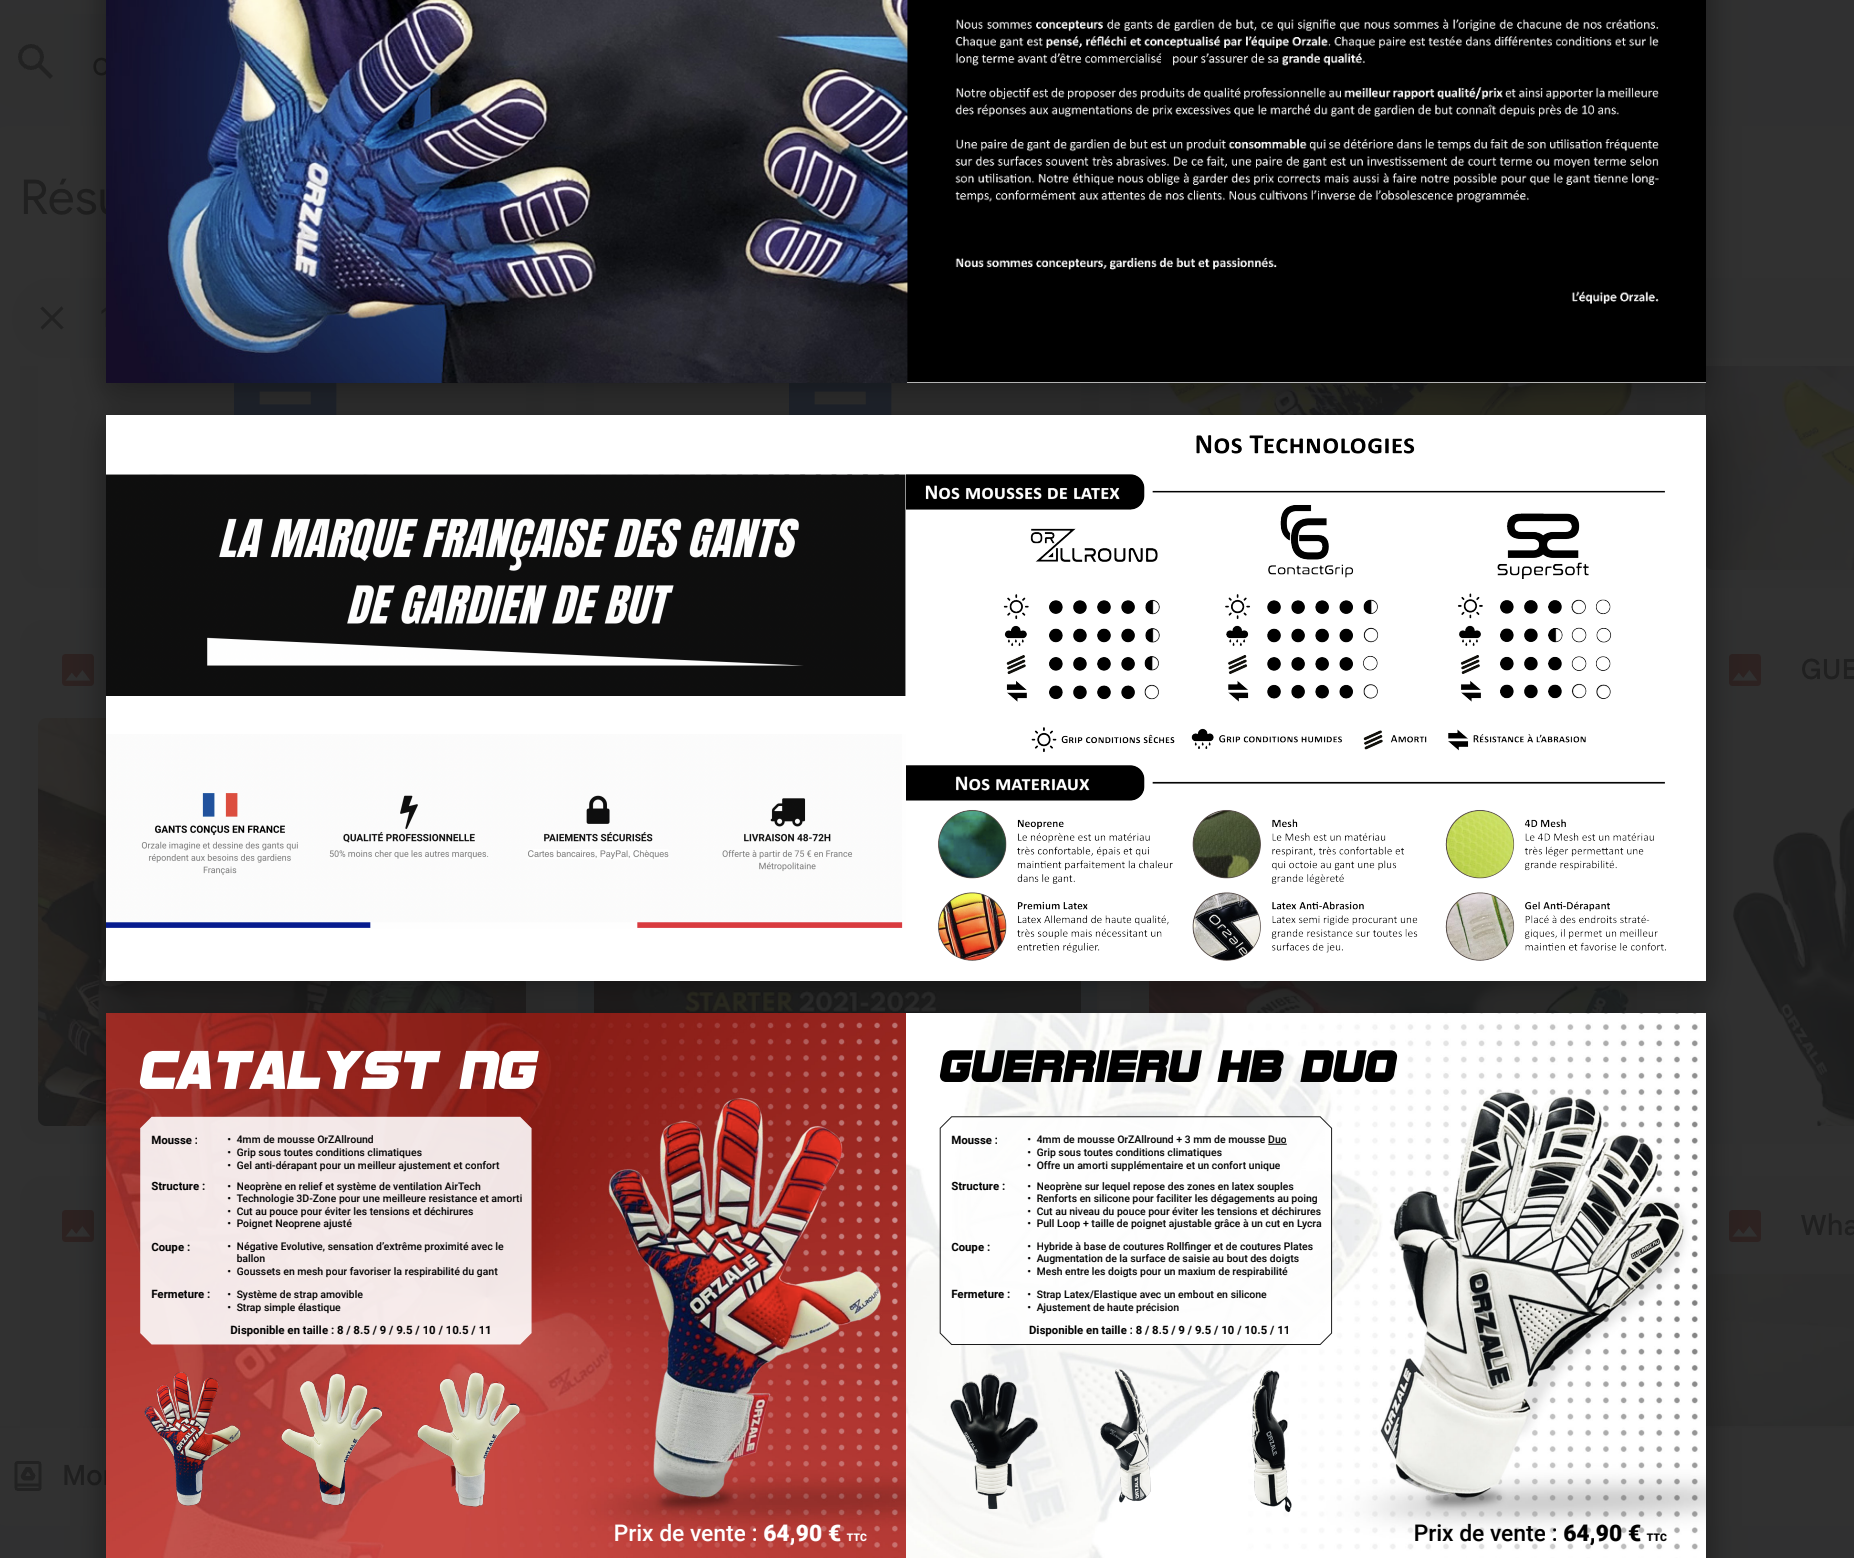 Nous sommes concepteurs de gants de gardien de but, ce qui signifie que nous sommes à l'origine de chacune de nos créations.
Chaque gant est pensé, réfléchi et conceptualisé par l'équipe Orzale. Chaque paire est testée dans différentes conditions et sur le
long terme avant d'être commercialisé pour s'assurer de sa grande qualité.
Notre objectif est de proposer des produits de qualité professionnelle au meilleur rapport qualité/prix et ainsi apporter la meilleure
des réponses aux augmentations de prix excessives que le marché du gant de gardien de but connaît depuis près de 10 ans.
Une paire de gant de gardien de but est un produit consommable qui se détériore dans le temps du fait de son utilisation fréquente
sur des surfaces souvent très abrasives. De ce fait, une paire de gant est un investissement de court terme ou moyen terme selon
son utilisation. Notre éthique nous oblige à garder des prix corrects mais aussi à faire notre possible pour que le gant tienne long-
temps, conformément aux attentes de nos clients. Nous cultivons l'inverse de l'obsolescence programmée.
Nous sommes concepteurs, gardiens de but et passionnés.
L'équipe Orzale.
ORZALE
Résu
LA MARQUE FRANÇAISE DES GANTS
DE GARDIEN DE BUT
GANTS CONÇUS EN FRANCE
Orzale imagine et dessine des gants qui
répondent aux besoins des gardiens
Français
QUALITÉ PROFESSIONNELLE
50% moins cher que les autres marques.
PAIEMENTS SÉCURISÉS
Cartes bancaires, PayPal, Chèques
LIVRAISON 48-72H
Offerte à partir de 75 € en France
Métropolitaine
NOS TECHNOLOGIES
NOS MOUSSES DE LATEX
ORZALLROUND
CG
ContactGrip
SuperSoft
GRIP CONDITIONS SÈCHES
GRIP CONDITIONS HUMIDES
AMORTI
RÉSISTANCE À L'ABRASION
NOS MATERIAUX
Neoprene
Le néoprène est un matériau
très confortable, épais et qui
maintient parfaitement la chaleur
dans le gant.
Mesh
Le Mesh est un matériau
respirant, très confortable et
qui octoie au gant une plus
grande légèreté
4D Mesh
Le 4D Mesh est un matériau
très léger permettant une
grande respirabilité.
Premium Latex
Latex Allemand de haute qualité,
très souple mais nécessitant un
entretien régulier.
Orzale
Latex Anti-Abrasion
Latex semi rigide procurant une
grande resistance sur toutes les
surfaces de jeu.
Gel Anti-Dérapant
Placé à des endroits straté-
giques, il permet un meilleur
maintien et favorise le confort.
GUE
STARTER 2021-2022
CATALYST NG
Mousse :
• 4mm de mousse OrZAllround
• Grip sous toutes conditions climatiques
• Gel anti-dérapant pour un meilleur ajustement et confort
Structure :
• Neoprène en relief et système de ventilation AirTech
• Technologie 3D-Zone pour une meilleure resistance et amorti
• Cut au pouce pour éviter les tensions et déchirures
• Poignet Neoprene ajusté
Coupe :
• Négative Evolutive, sensation d'extrême proximité avec le
ballon
• Goussets en mesh pour favoriser la respirabilité du gant
Fermeture :
• Système de strap amovible
• Strap simple élastique
Disponible en taille : 8 / 8.5 / 9 / 9.5 / 10 / 10.5 / 11
ORZALE
ORZALE
Prix de vente : 64,90 € TTC
GUERRIERU HB DUO
Mousse :
• 4mm de mousse OrZAllround + 3 mm de mousse Duo
• Grip sous toutes conditions climatiques
• Offre un amorti supplémentaire et un confort unique
Structure :
• Neoprène sur lequel repose des zones en latex souples
• Renforts en silicone pour faciliter les dégagements au poing
• Cut au niveau du pouce pour éviter les tensions et déchirures
• Pull Loop + taille de poignet ajustable grâce à un cut en Lycra
Coupe :
• Hybride à base de coutures Rollfinger et de coutures Plates
• Augmentation de la surface de saisie au bout des doigts
• Mesh entre les doigts pour un maxium de respirabilité
Fermeture :
• Strap Latex/Elastique avec un embout en silicone
• Ajustement de haute précision
Disponible en taille : 8 / 8.5 / 9 / 9.5 / 10 / 10.5 / 11
GUERRIERU
ORZALE
ORZALE
Prix de vente : 64,90 € TTC
Wha
Mo